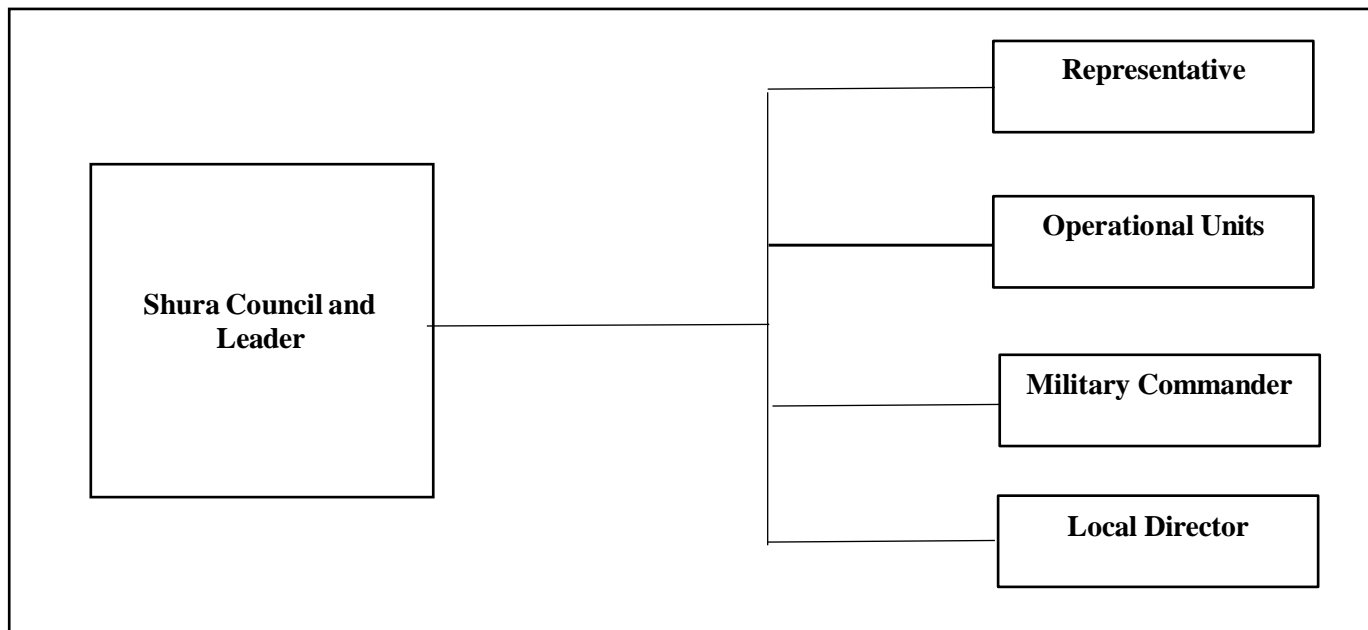 Representative
Operational Units
Shura Council and
Leader
Military Commander
Local Director